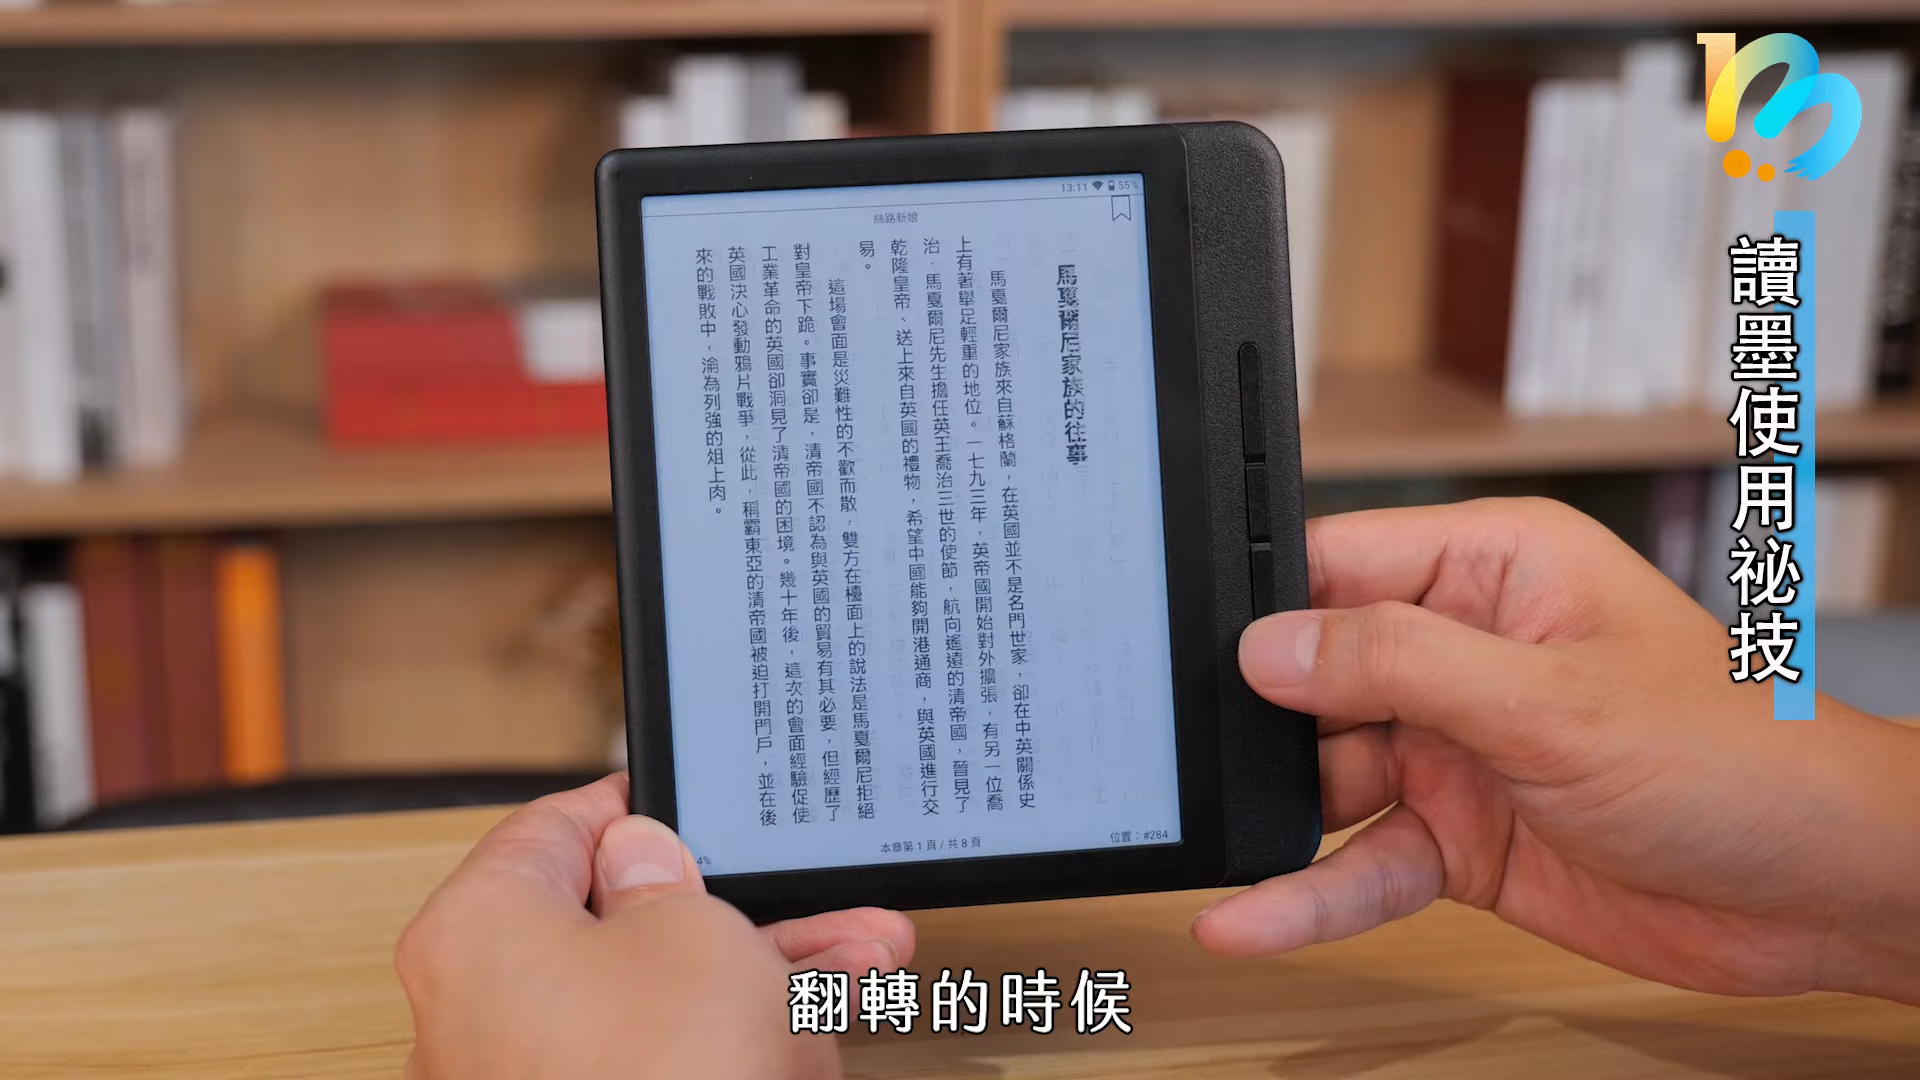 13:11 55%
絲路新娘
馬戛爾尼家族的往事
馬戛爾尼家族來自蘇格蘭，在英國並不是名門世家，卻在中英關係史
上有著舉足輕重的地位。一七九三年，英帝國開始對外擴張，有另一位喬
治．馬戛爾尼先生擔任英王喬治三世的使節，航向遙遠的清帝國，晉見了
乾隆皇帝、送上來自英國的禮物，希望中國能夠開港通商，與英國進行交
易。
這場會面是災難性的不歡而散，雙方在檯面上的說法是馬戛爾尼拒絕
對皇帝下跪。事實卻是，清帝國不認為與英國的貿易有其必要，但經歷了
工業革命的英國卻洞見了清帝國的困境。幾十年後，這次的會面經驗促使
英國決心發動鴉片戰爭，從此，稱霸東亞的清帝國被迫打開門戶，並在後
來的戰敗中，淪為列強的俎上肉。
4%
本章第 1 頁 / 共 8 頁
位置：#284
讀墨使用祕技
翻轉的時候